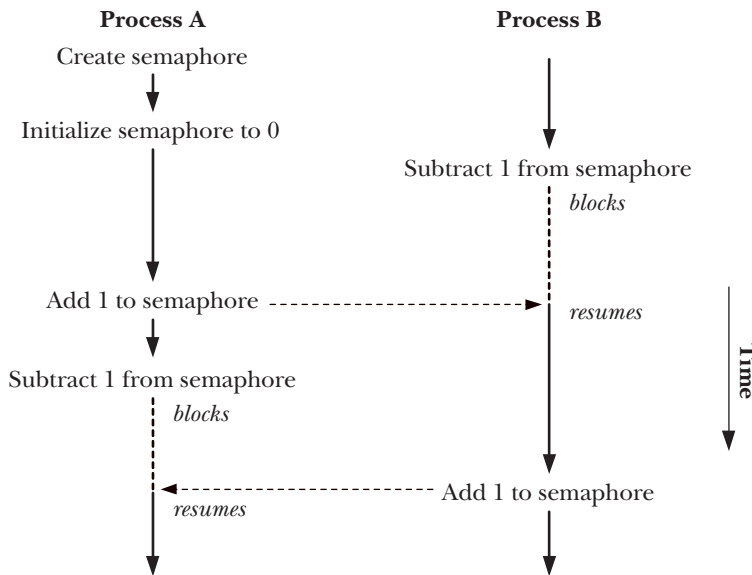 Process A
Process B
Create semaphore
Initialize semaphore to 0
Subtract 1 from semaphore
blocks
Add 1 to semaphore
resumes
Subtract 1 from semaphore
blocks
Add 1 to semaphore
resumes
Time